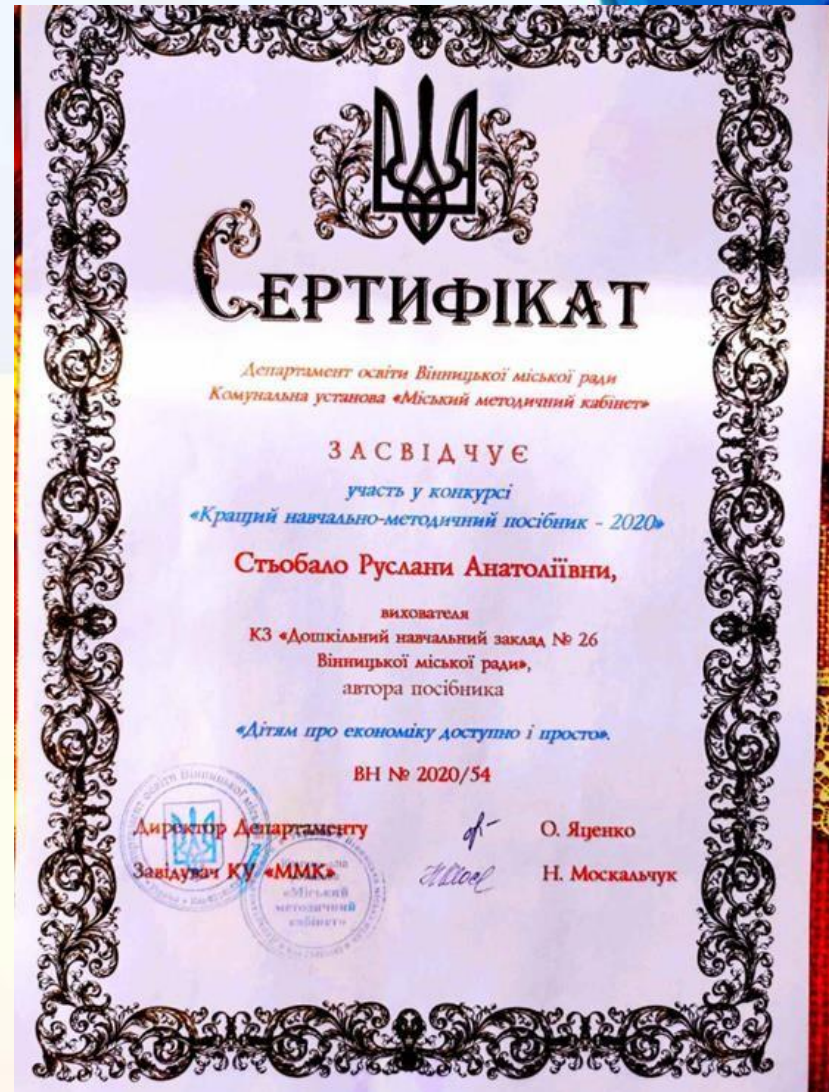 СЕРТИФІКАТ
Департамент освіти Вінницької міської ради
Комунальна установа «Міський методичний кабінет»
ЗАСВІДЧУЄ
участь у конкурсі
«Кращий навчально-методичний посібник - 2020»
Стьобало Руслани Анатоліївни,
вихователя
КЗ «Дошкільний навчальний заклад № 26
Вінницької міської ради»,
автора посібника
«Дітям про економіку доступно і просто».
ВН № 2020/54
Директор Департаменту О. Яценко
Завідувач КУ «ММК» Н. Москальчук
«Міський
методичний
кабінет»